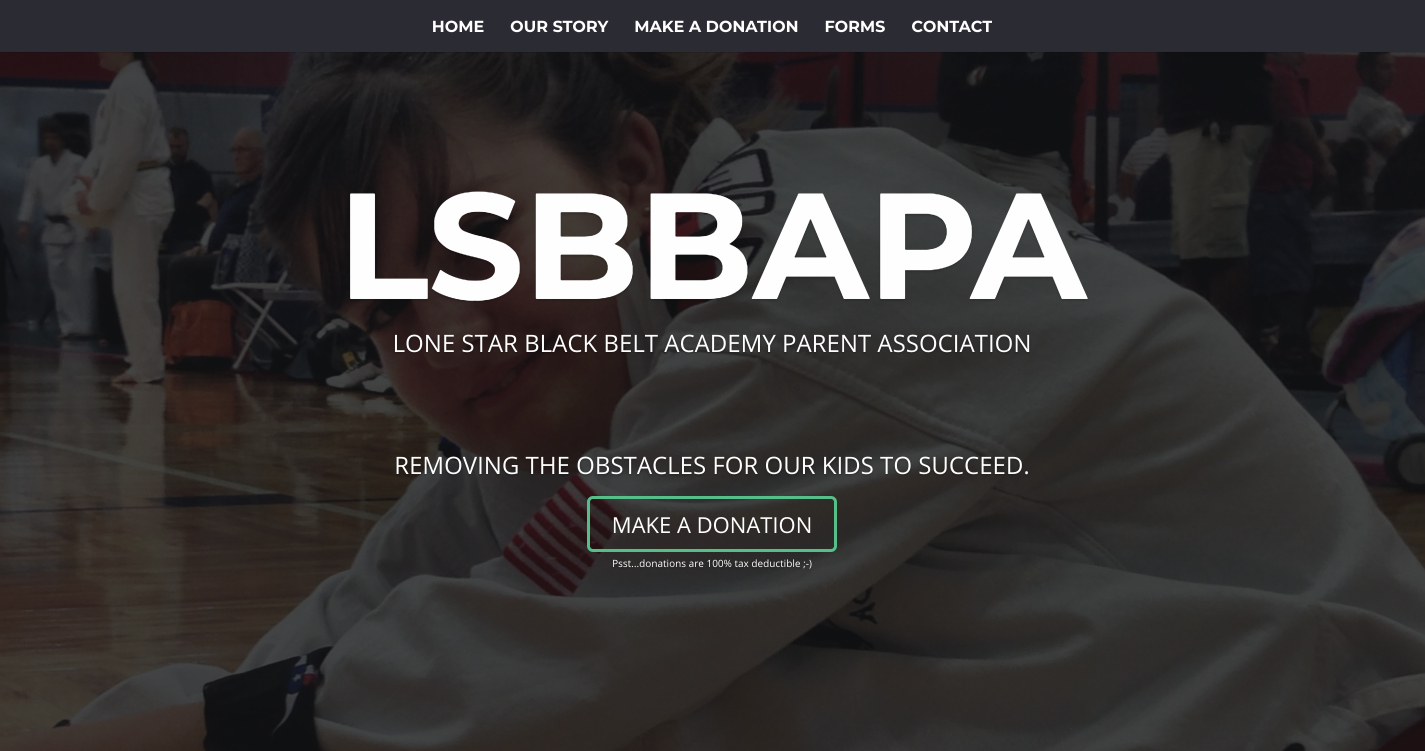 HOME OUR STORY MAKE A DONATION FORMS CONTACT
LSBBAPA
LONE STAR BLACK BELT ACADEMY PARENT ASSOCIATION
REMOVING THE OBSTACLES FOR OUR KIDS TO SUCCEED.
MAKE A DONATION
Psst...donations are 100% tax deductible ;-)